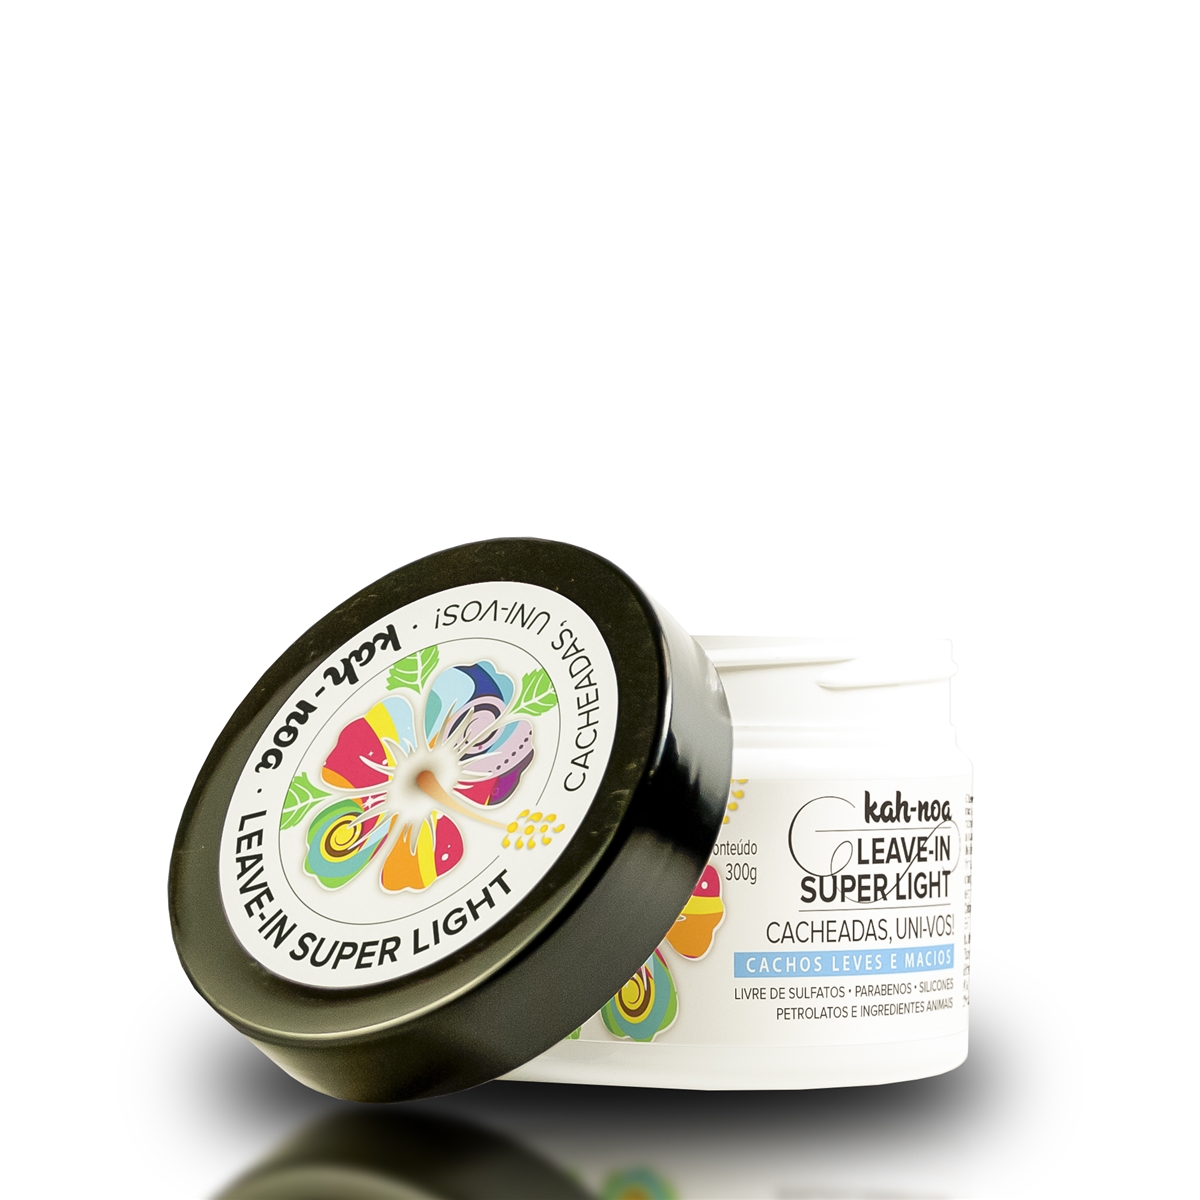 kah-noa · LEAVE-IN SUPER LIGHT
CACHEADAS, UNI-VOS! ·
kah-noa
LEAVE-IN
SUPER LIGHT
CACHEADAS, UNI-VOS!
CACHOS LEVES E MACIOS
LIVRE DE SULFATOS • PARABENOS • SILICONES
PETROLATOS E INGREDIENTES ANIMAIS
300g